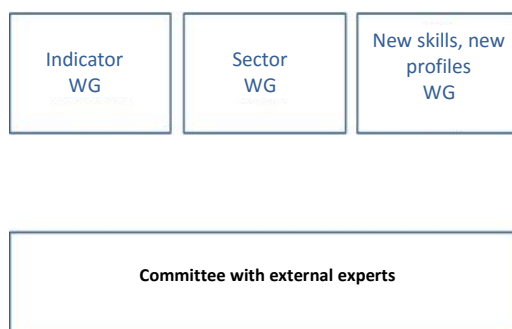 Indicator
WG
Sector
WG
New skills, new
profiles
WG
Committee with external experts